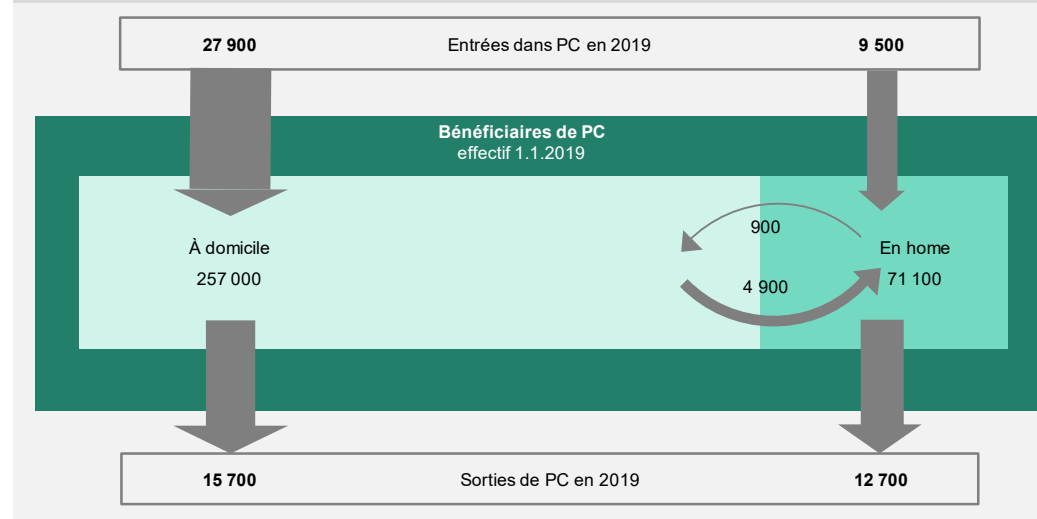 27 900 Entrées dans PC en 2019 9 500
Bénéficiaires de PC
effectif 1.1.2019
900
À domicile En home
257 000 4 900 71 100
15 700 Sorties de PC en 2019 12 700